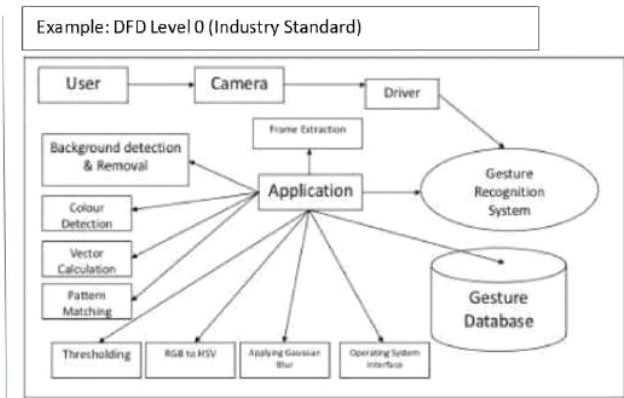 Example: DFD Level 0 (Industry Standard)
User
Camera
Driver
Frame Extraction
Background detection
& Removal
Application
Gesture
Recognition
System
Colour
Detection
Vector
Calculation
Pattern
Matching
Gesture
Database
Thresholding
RGB to HSV
Applying Gaussian
Blur
Operating System
Interface